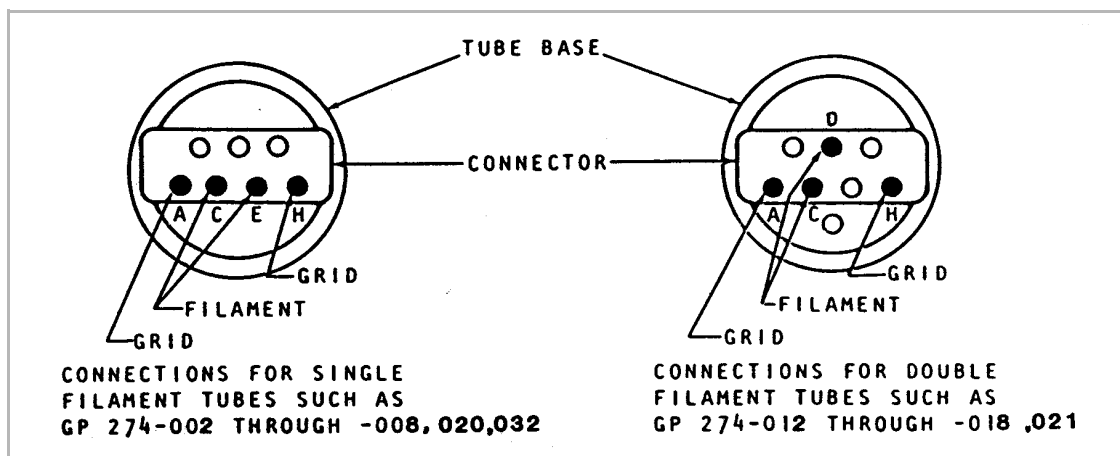 TUBE BASE
CONNECTOR
A C E H
GRID
FILAMENT
GRID
CONNECTIONS FOR SINGLE
FILAMENT TUBES SUCH AS
GP 274-002 THROUGH -008,020,032
D
A C H
GRID
FILAMENT
GRID
CONNECTIONS FOR DOUBLE
FILAMENT TUBES SUCH AS
GP 274-012 THROUGH -018 ,021